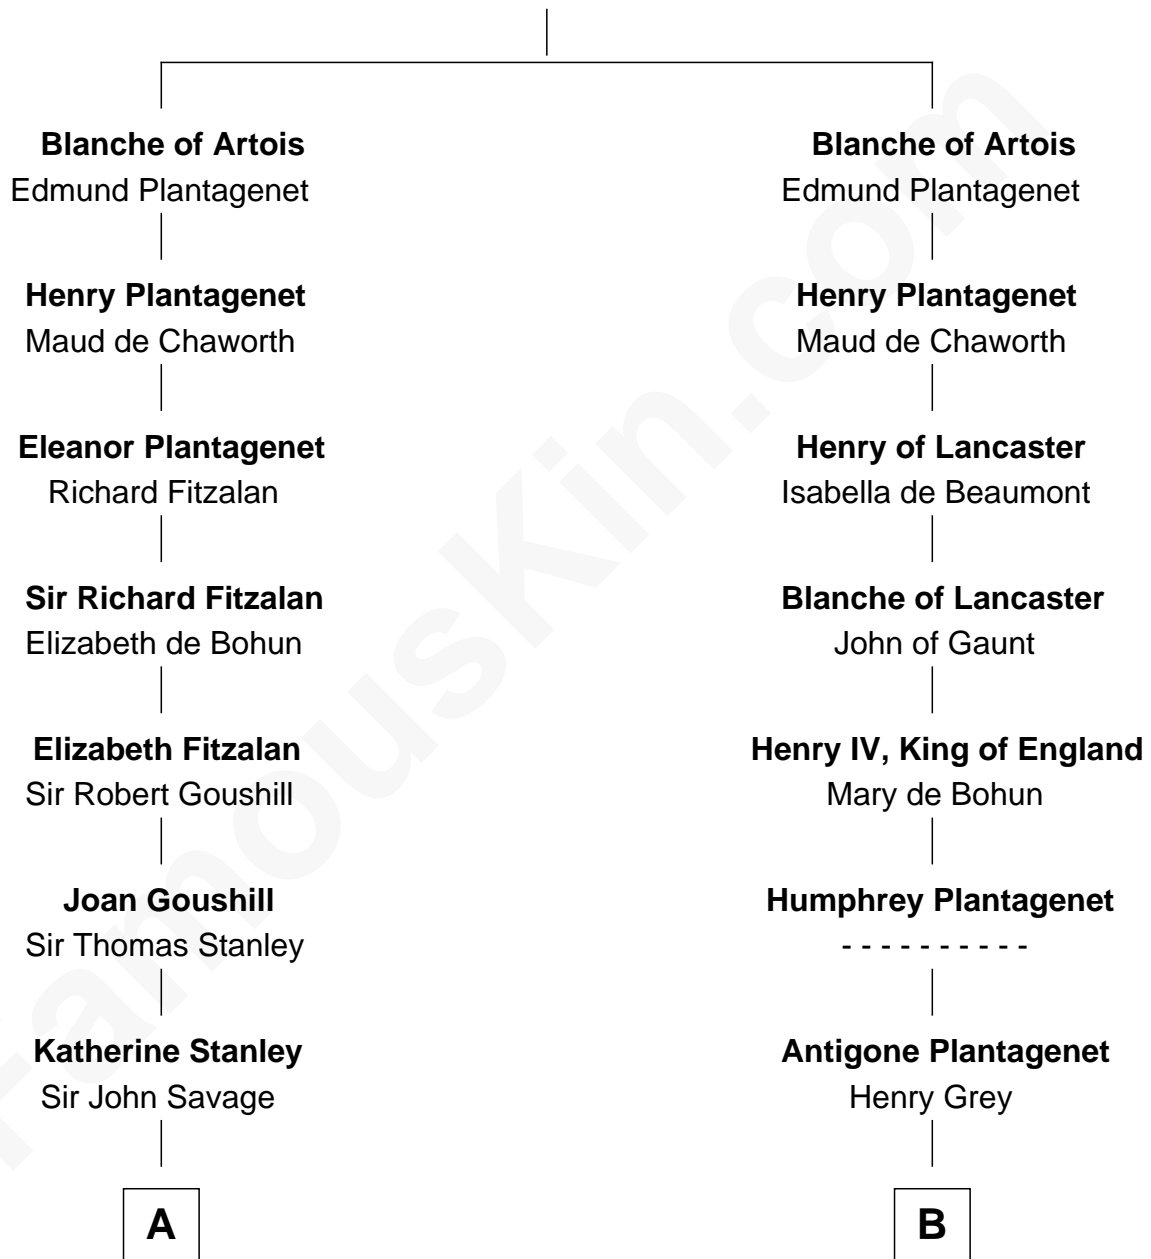 Blanche of Artois
Edmund Plantagenet
Henry Plantagenet
Maud de Chaworth
Eleanor Plantagenet
Richard Fitzalan
Sir Richard Fitzalan
Elizabeth de Bohun
Elizabeth Fitzalan
Sir Robert Goushill
Joan Goushill
Sir Thomas Stanley
Katherine Stanley
Sir John Savage
A
Blanche of Artois
Edmund Plantagenet
Henry Plantagenet
Maud de Chaworth
Henry of Lancaster
Isabella de Beaumont
Blanche of Lancaster
John of Gaunt
Henry IV, King of England
Mary de Bohun
Humphrey Plantagenet
- - - - - - - - - -
Antigone Plantagenet
Henry Grey
B
FamousKin.com